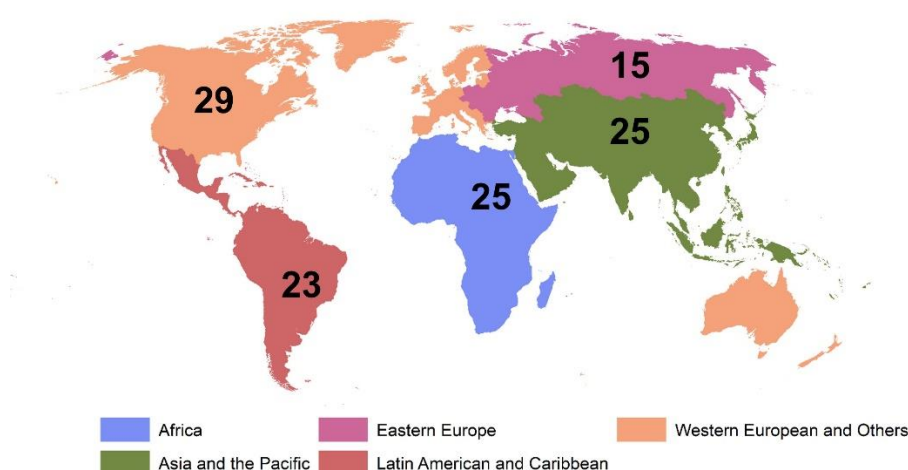 15
29
25
25
23
Africa
Eastern Europe
Western European and Others
Asia and the Pacific
Latin American and Caribbean